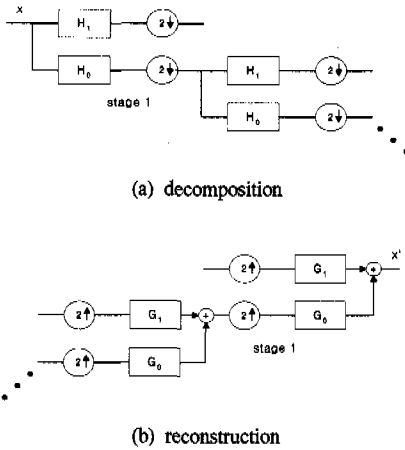 x
H₁ 2↓
H₀ 2↓ H₁ 2↓
stage 1
H₀ 2↓
(a) decomposition
2↑ G₁ + x'
2↑ G₁ + 2↑ G₀
stage 1
2↑ G₀
(b) reconstruction